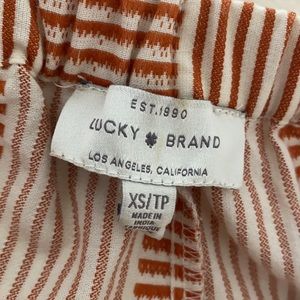 EST.1990
LUCKY BRAND
LOS ANGELES, CALIFORNIA
XS/TP
MADE IN
INDIA